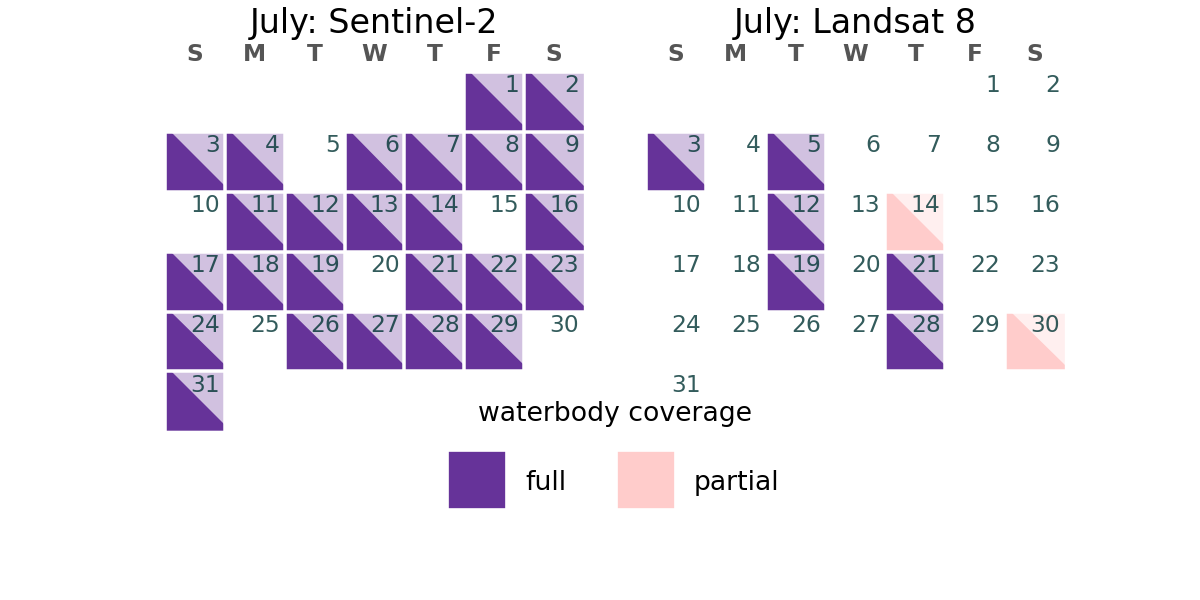 July: Sentinel-2
S M T W T F S
1 2
3 4 5 6 7 8 9
10 11 12 13 14 15 16
17 18 19 20 21 22 23
24 25 26 27 28 29 30
31
July: Landsat 8
S M T W T F S
1 2
3 4 5 6 7 8 9
10 11 12 13 14 15 16
17 18 19 20 21 22 23
24 25 26 27 28 29 30
31
waterbody coverage
full
partial